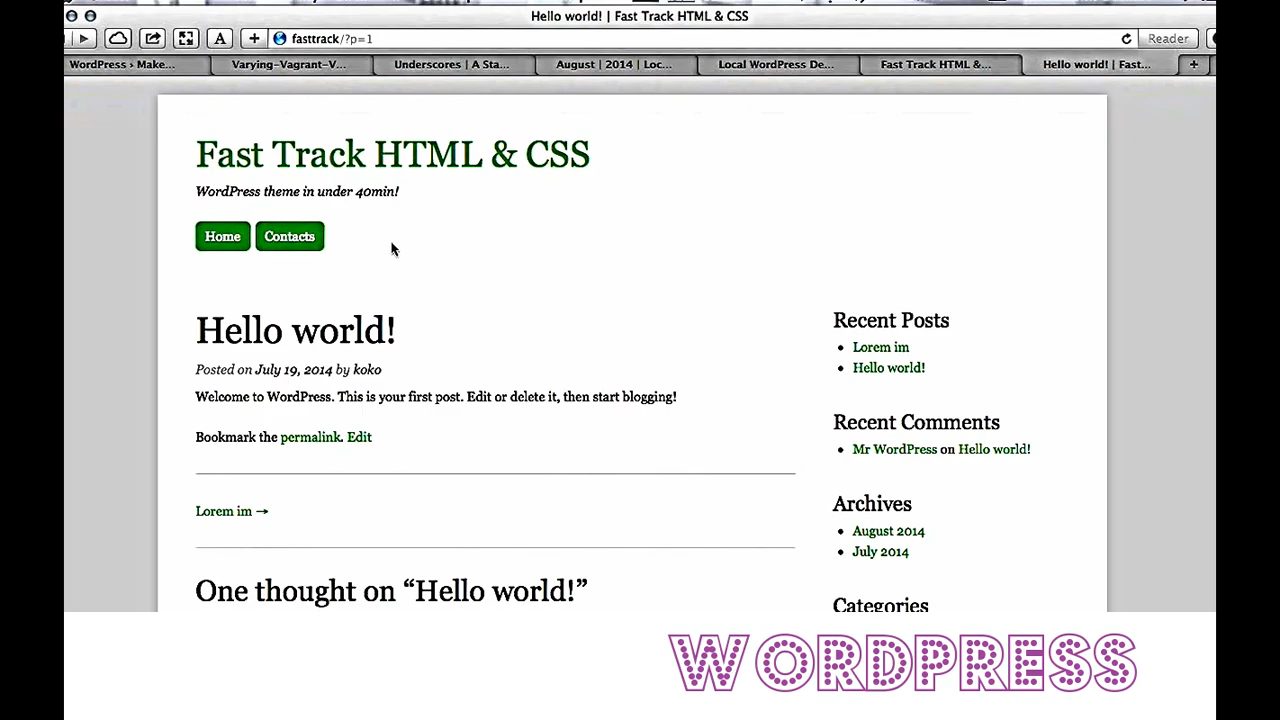 Hello world! | Fast Track HTML & CSS
fasttrack/?p=1
Reader
WordPress › Make...
Varying-Vagrant-V...
Underscores | A Sta...
August | 2014 | Loc...
Local WordPress De...
Fast Track HTML &...
Hello world! | Fast...
Fast Track HTML & CSS
WordPress theme in under 40min!
Home Contacts
Hello world!
Posted on July 19, 2014 by koko
Welcome to WordPress. This is your first post. Edit or delete it, then start blogging!
Bookmark the permalink. Edit
Lorem im →
One thought on “Hello world!”
Recent Posts
Lorem im
Hello world!
Recent Comments
Mr WordPress on Hello world!
Archives
August 2014
July 2014
Categories
WORDPRESS